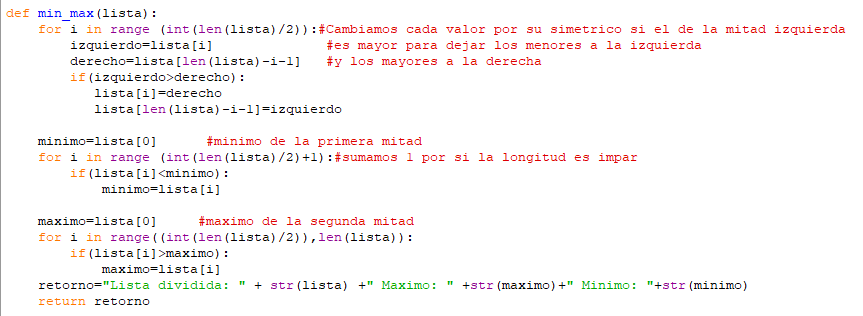 def min_max(lista):
    for i in range (int(len(lista)/2)):#Cambiamos cada valor por su simetrico si el de la mitad izquierda
        izquierdo=lista[i]              #es mayor para dejar los menores a la izquierda
        derecho=lista[len(lista)-i-1]   #y los mayores a la derecha
        if(izquierdo>derecho):
           lista[i]=derecho
           lista[len(lista)-i-1]=izquierdo

    minimo=lista[0]      #minimo de la primera mitad
    for i in range (int(len(lista)/2)+1):#sumamos 1 por si la longitud es impar
        if(lista[i]<minimo):
            minimo=lista[i]

    maximo=lista[0]     #maximo de la segunda mitad
    for i in range((int(len(lista)/2)),len(lista)):
        if(lista[i]>maximo):
            maximo=lista[i]
    retorno="Lista dividida: " + str(lista) +" Maximo: " +str(maximo)+" Minimo: "+str(minimo)
    return retorno